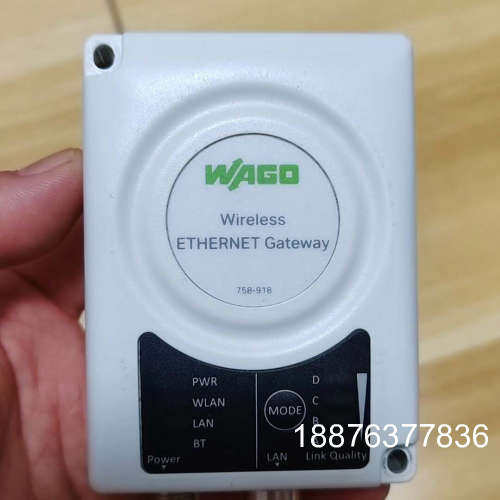 WAGO
Wireless
ETHERNET Gateway
758-918
PWR
WLAN
LAN
BT
Power
MODE
LAN
D
C
B
Link Quality
18876377836